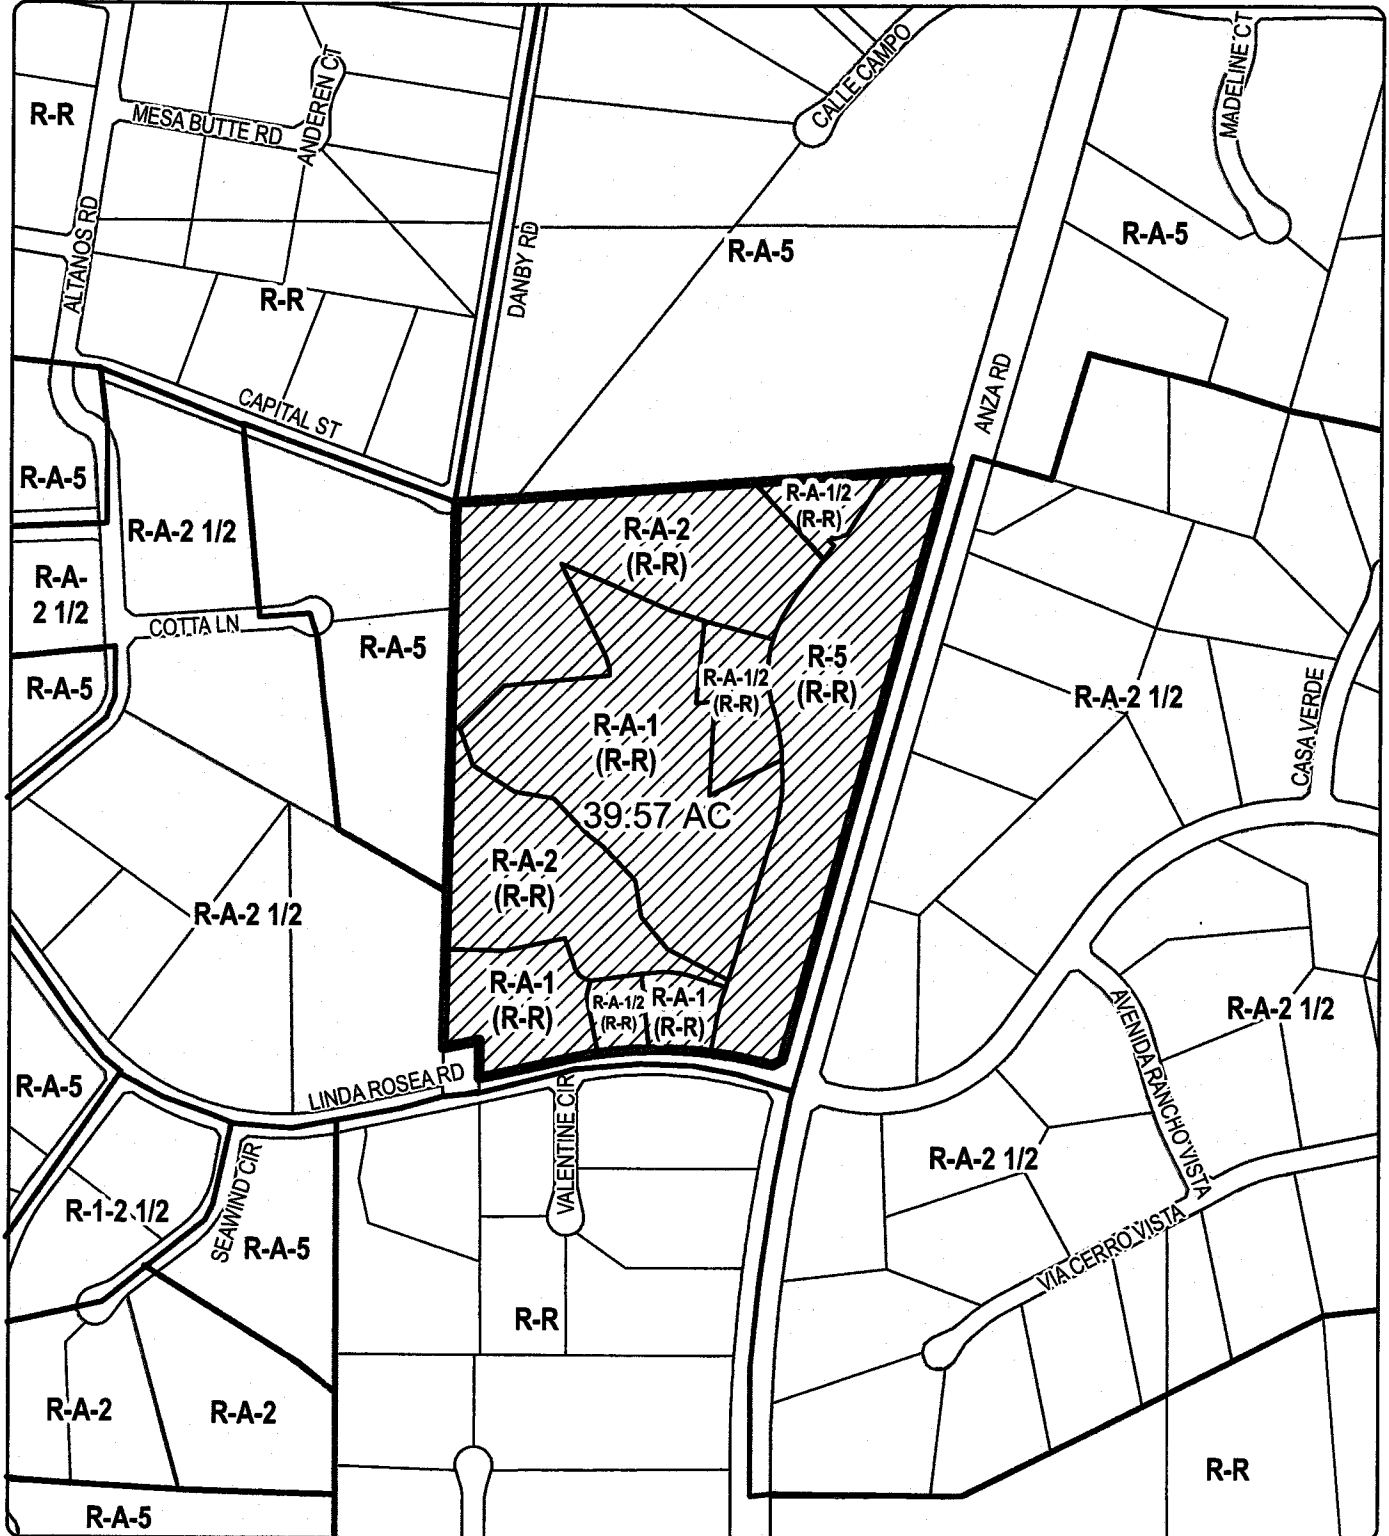 R-R
MESA BUTTE RD
ANDEREN CT
CALLE CAMPO
MADELINE CT
ALTANOS RD
DANBY RD
R-A-5
R-A-5
R-R
CAPITAL ST
ANZA RD
R-A-5
R-A-2 1/2
R-A-
2 1/2
COTTA LN
R-A-5
R-A-5
R-A-2
(R-R)
R-A-1/2
(R-R)
R-A-1/2
(R-R)
R-5
(R-R)
R-A-1
(R-R)
39.57 AC
R-A-2
(R-R)
R-A-1
(R-R)
R-A-1/2
(R-R)
R-A-1
(R-R)
R-A-2 1/2
CASA VERDE
R-A-2 1/2
R-A-2 1/2
AVENIDA RANCHO VISTA
R-A-5
LINDA ROSEA RD
VALENTINE CIR
R-A-2 1/2
R-1-2 1/2
SEAWIND CIR
R-A-5
VIA CERRO VISTA
R-R
R-A-2
R-A-2
R-R
R-A-5